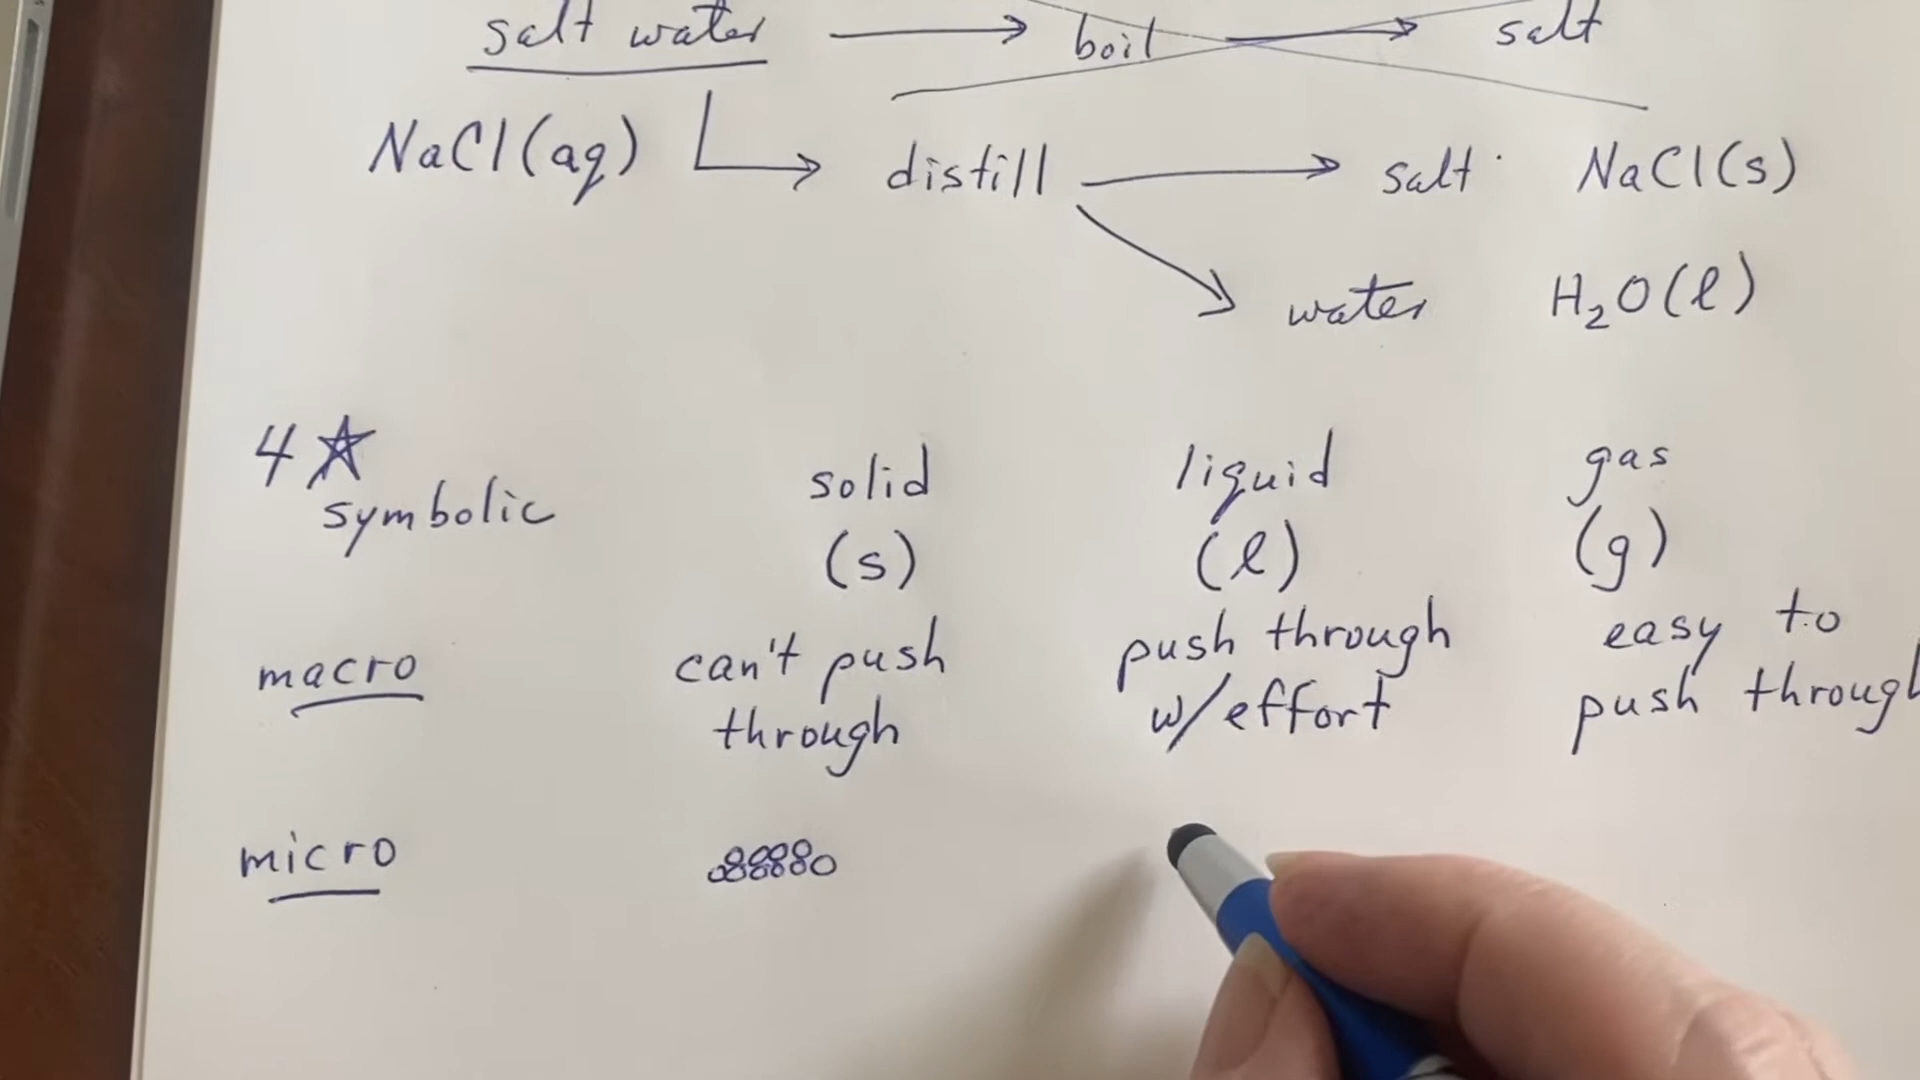 salt water → boil → salt
NaCl(aq) → distill → salt NaCl(s)
water H₂O(l)
4 ☆
symbolic solid liquid gas
(s) (l) (g)
macro can't push push through easy to
through w/effort push through
micro